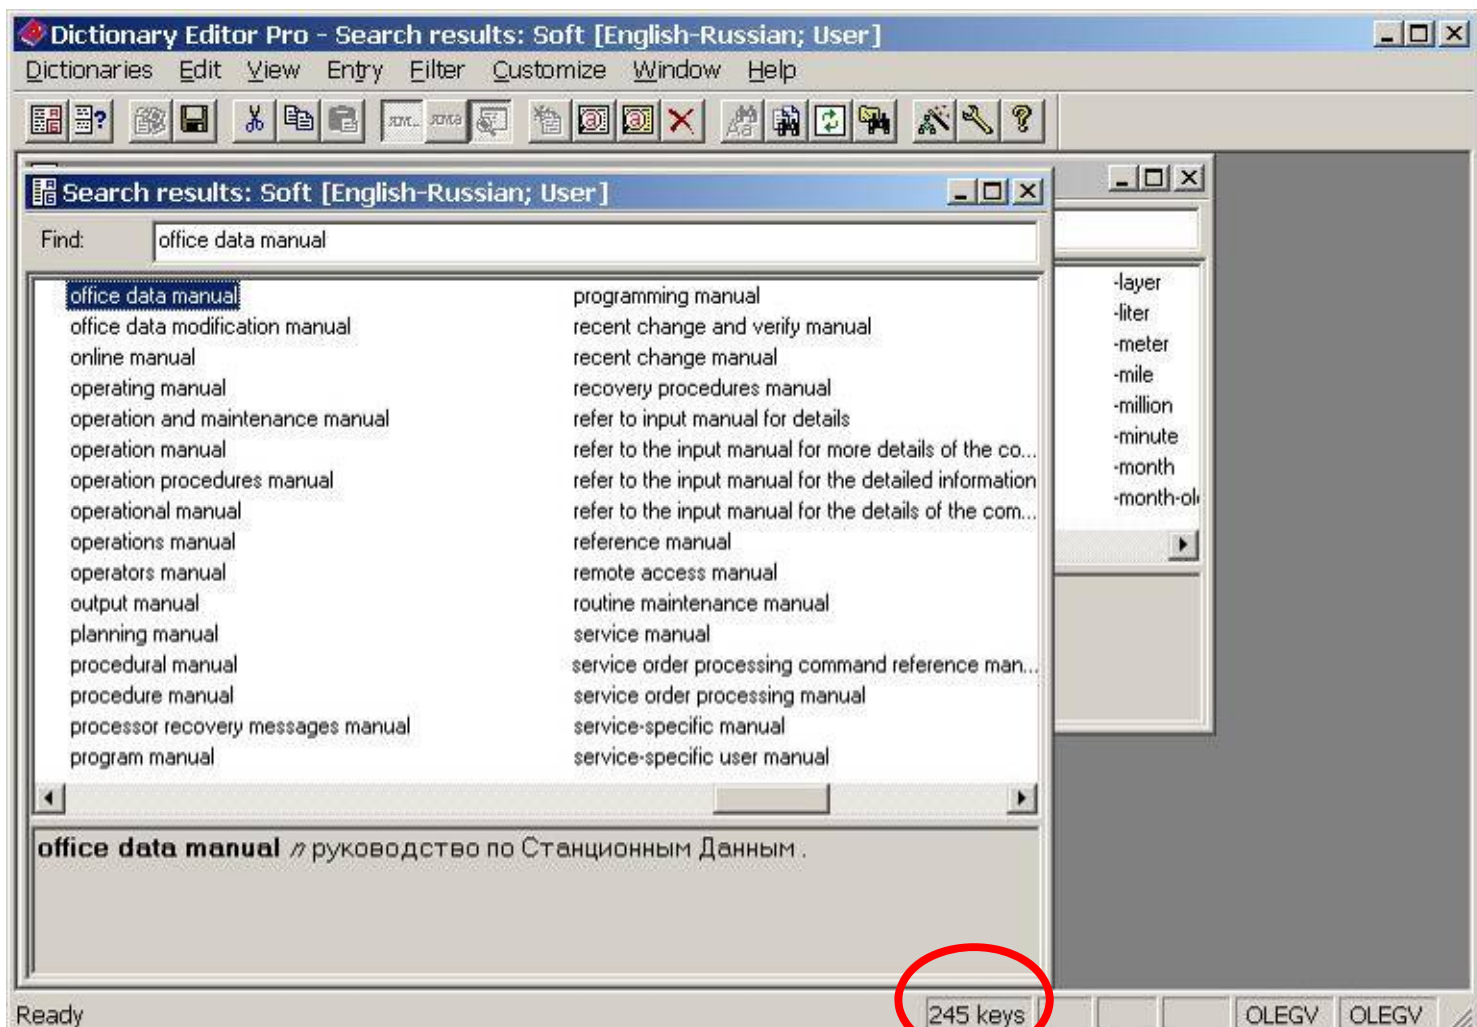 Dictionary Editor Pro - Search results: Soft [English-Russian; User]
Dictionaries Edit View Entry Filter Customize Window Help
Search results: Soft [English-Russian; User]
Find: office data manual
office data manual
office data modification manual
online manual
operating manual
operation and maintenance manual
operation manual
operation procedures manual
operational manual
operations manual
operators manual
output manual
planning manual
procedural manual
procedure manual
processor recovery messages manual
program manual
programming manual
recent change and verify manual
recent change manual
recovery procedures manual
refer to input manual for details
refer to the input manual for more details of the co...
refer to the input manual for the detailed information
refer to the input manual for the details of the com...
reference manual
remote access manual
routine maintenance manual
service manual
service order processing command reference man...
service order processing manual
service-specific manual
service-specific user manual
-layer
-liter
-meter
-mile
-million
-minute
-month
-month-ol
office data manual n руководство по Станционным Данным .
Ready 245 keys OLEGV OLEGV